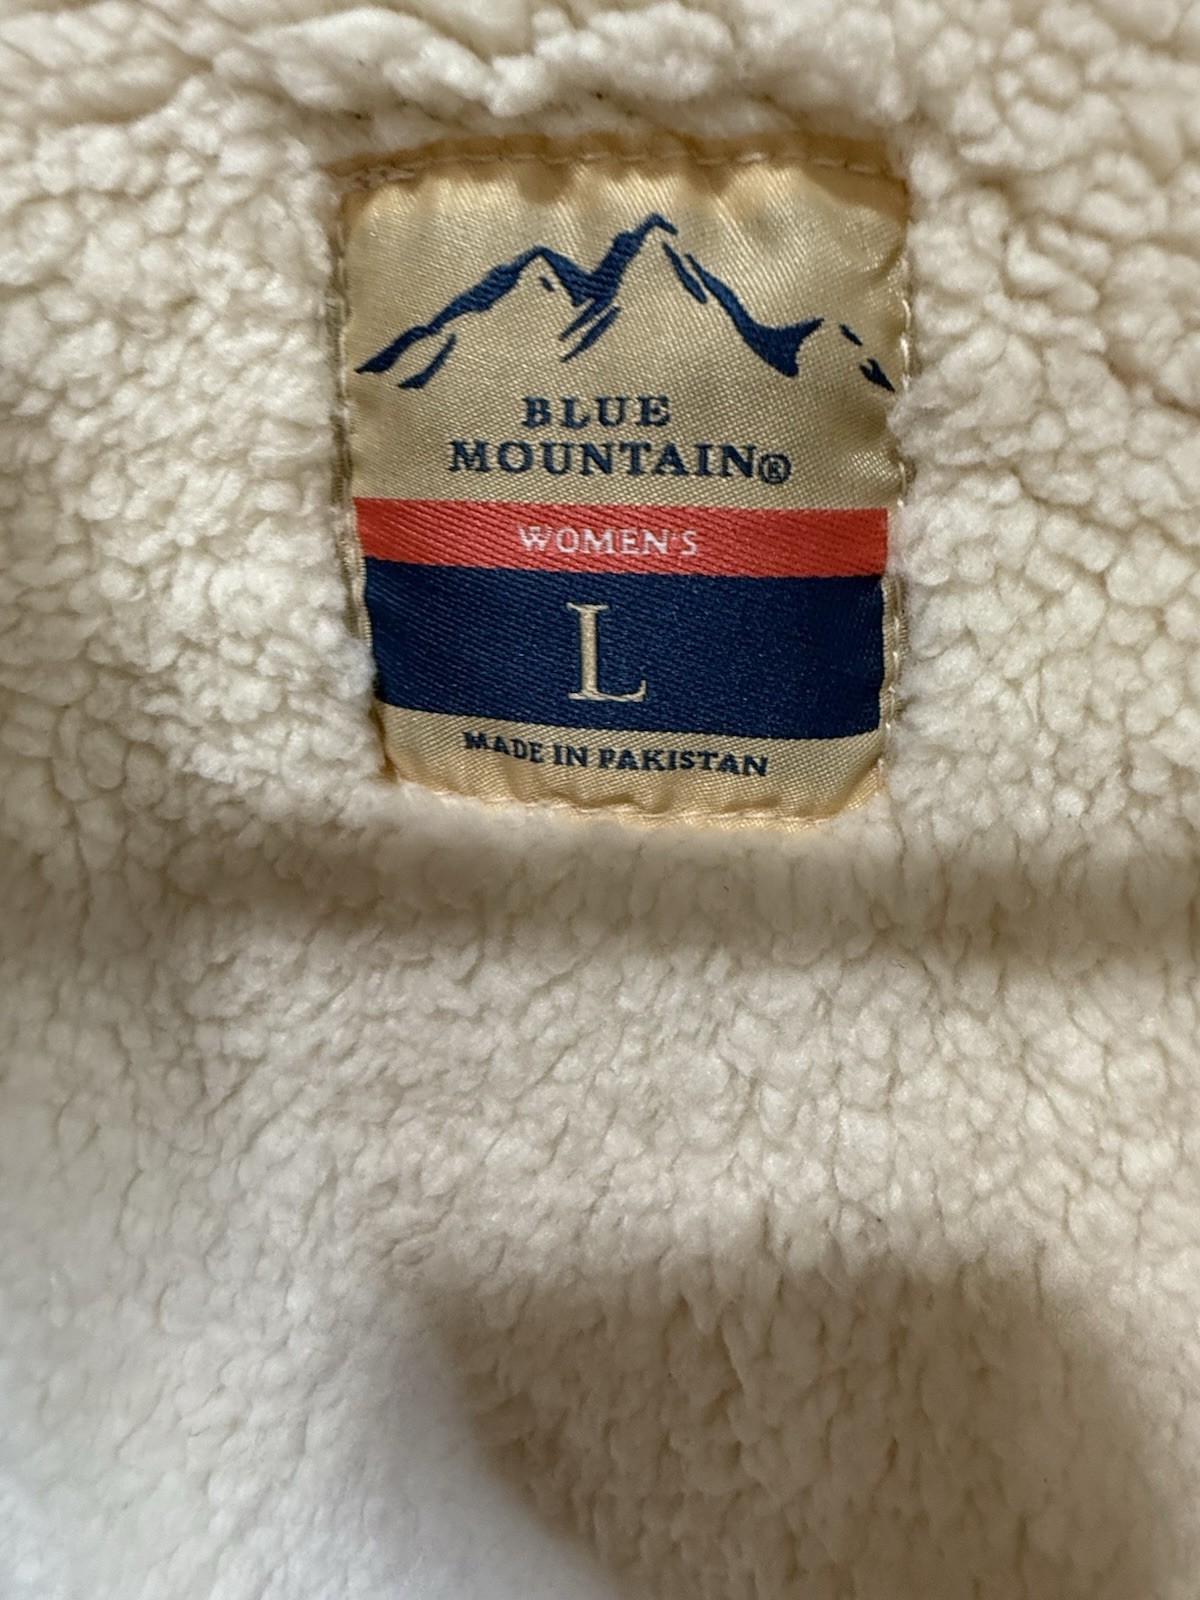 BLUE
MOUNTAIN®
WOMEN'S
L
MADE IN PAKISTAN